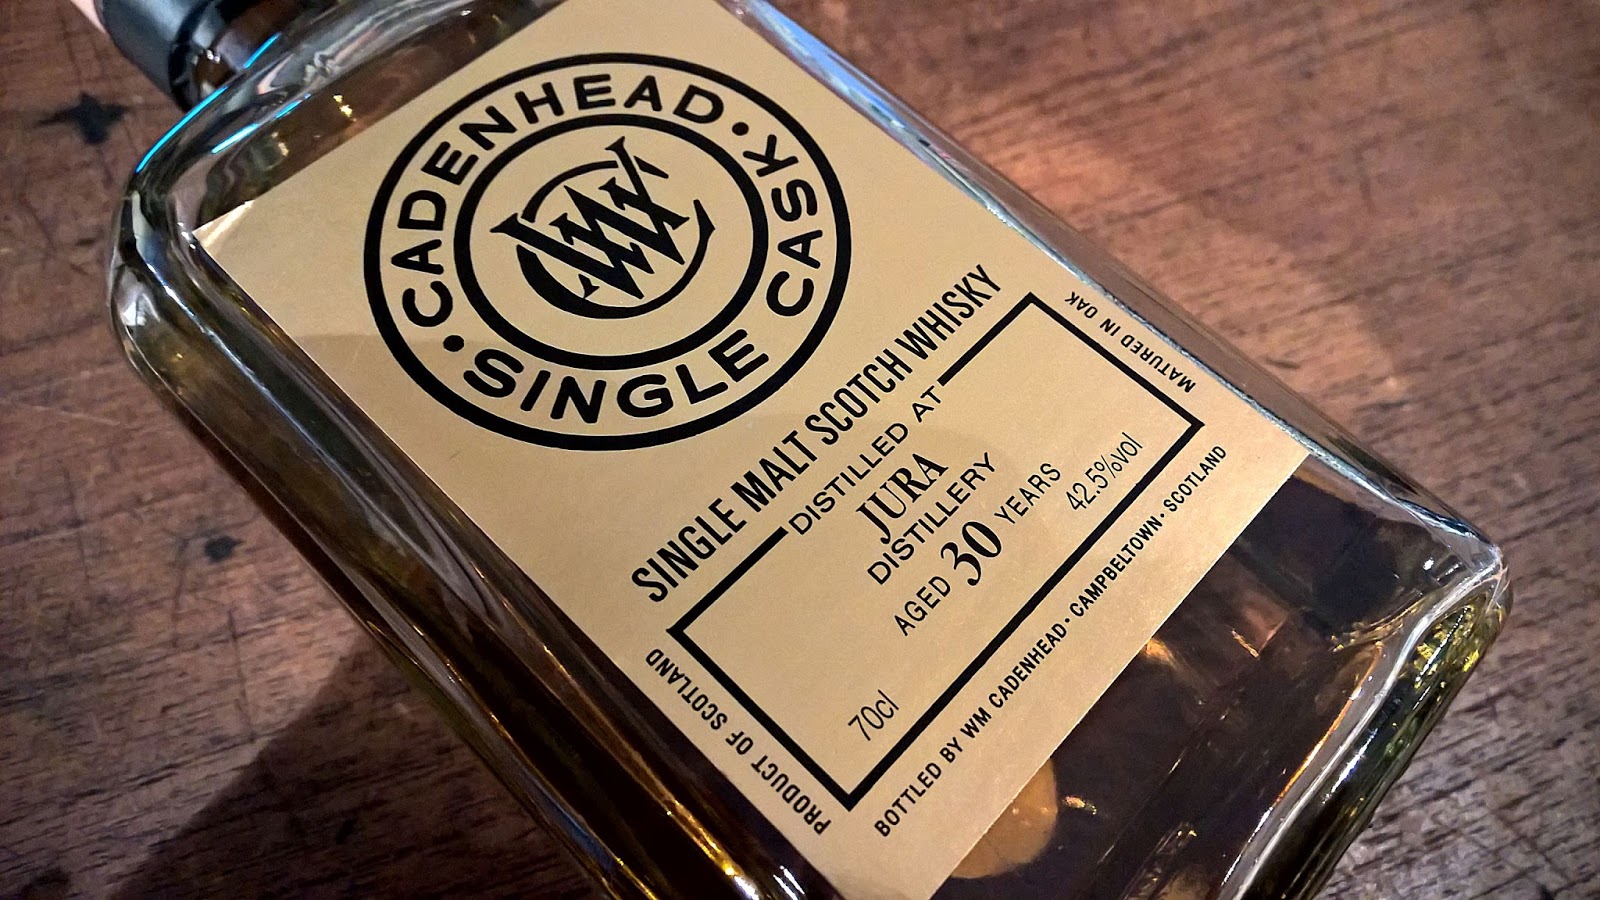 CADENHEAD • SINGLE CASK •
WC
SINGLE MALT SCOTCH WHISKY
DISTILLED AT
JURA
DISTILLERY
AGED 30 YEARS
70cl
42.5%vol
PRODUCT OF SCOTLAND
MATURED IN OAK
BOTTLED BY WM CADENHEAD • CAMPBELTOWN • SCOTLAND